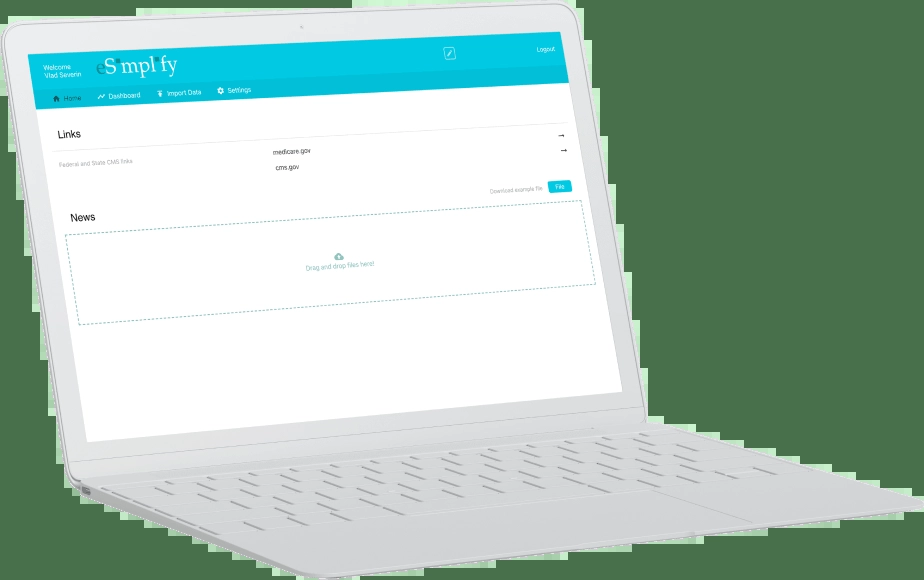 Welcome
Vlad Severin
eSimplify
Logout
Home
Dashboard
Import Data
Settings
Links
Federal and State CMS links
medicare.gov
cms.gov
Download example file
File
News
Drag and drop files here!